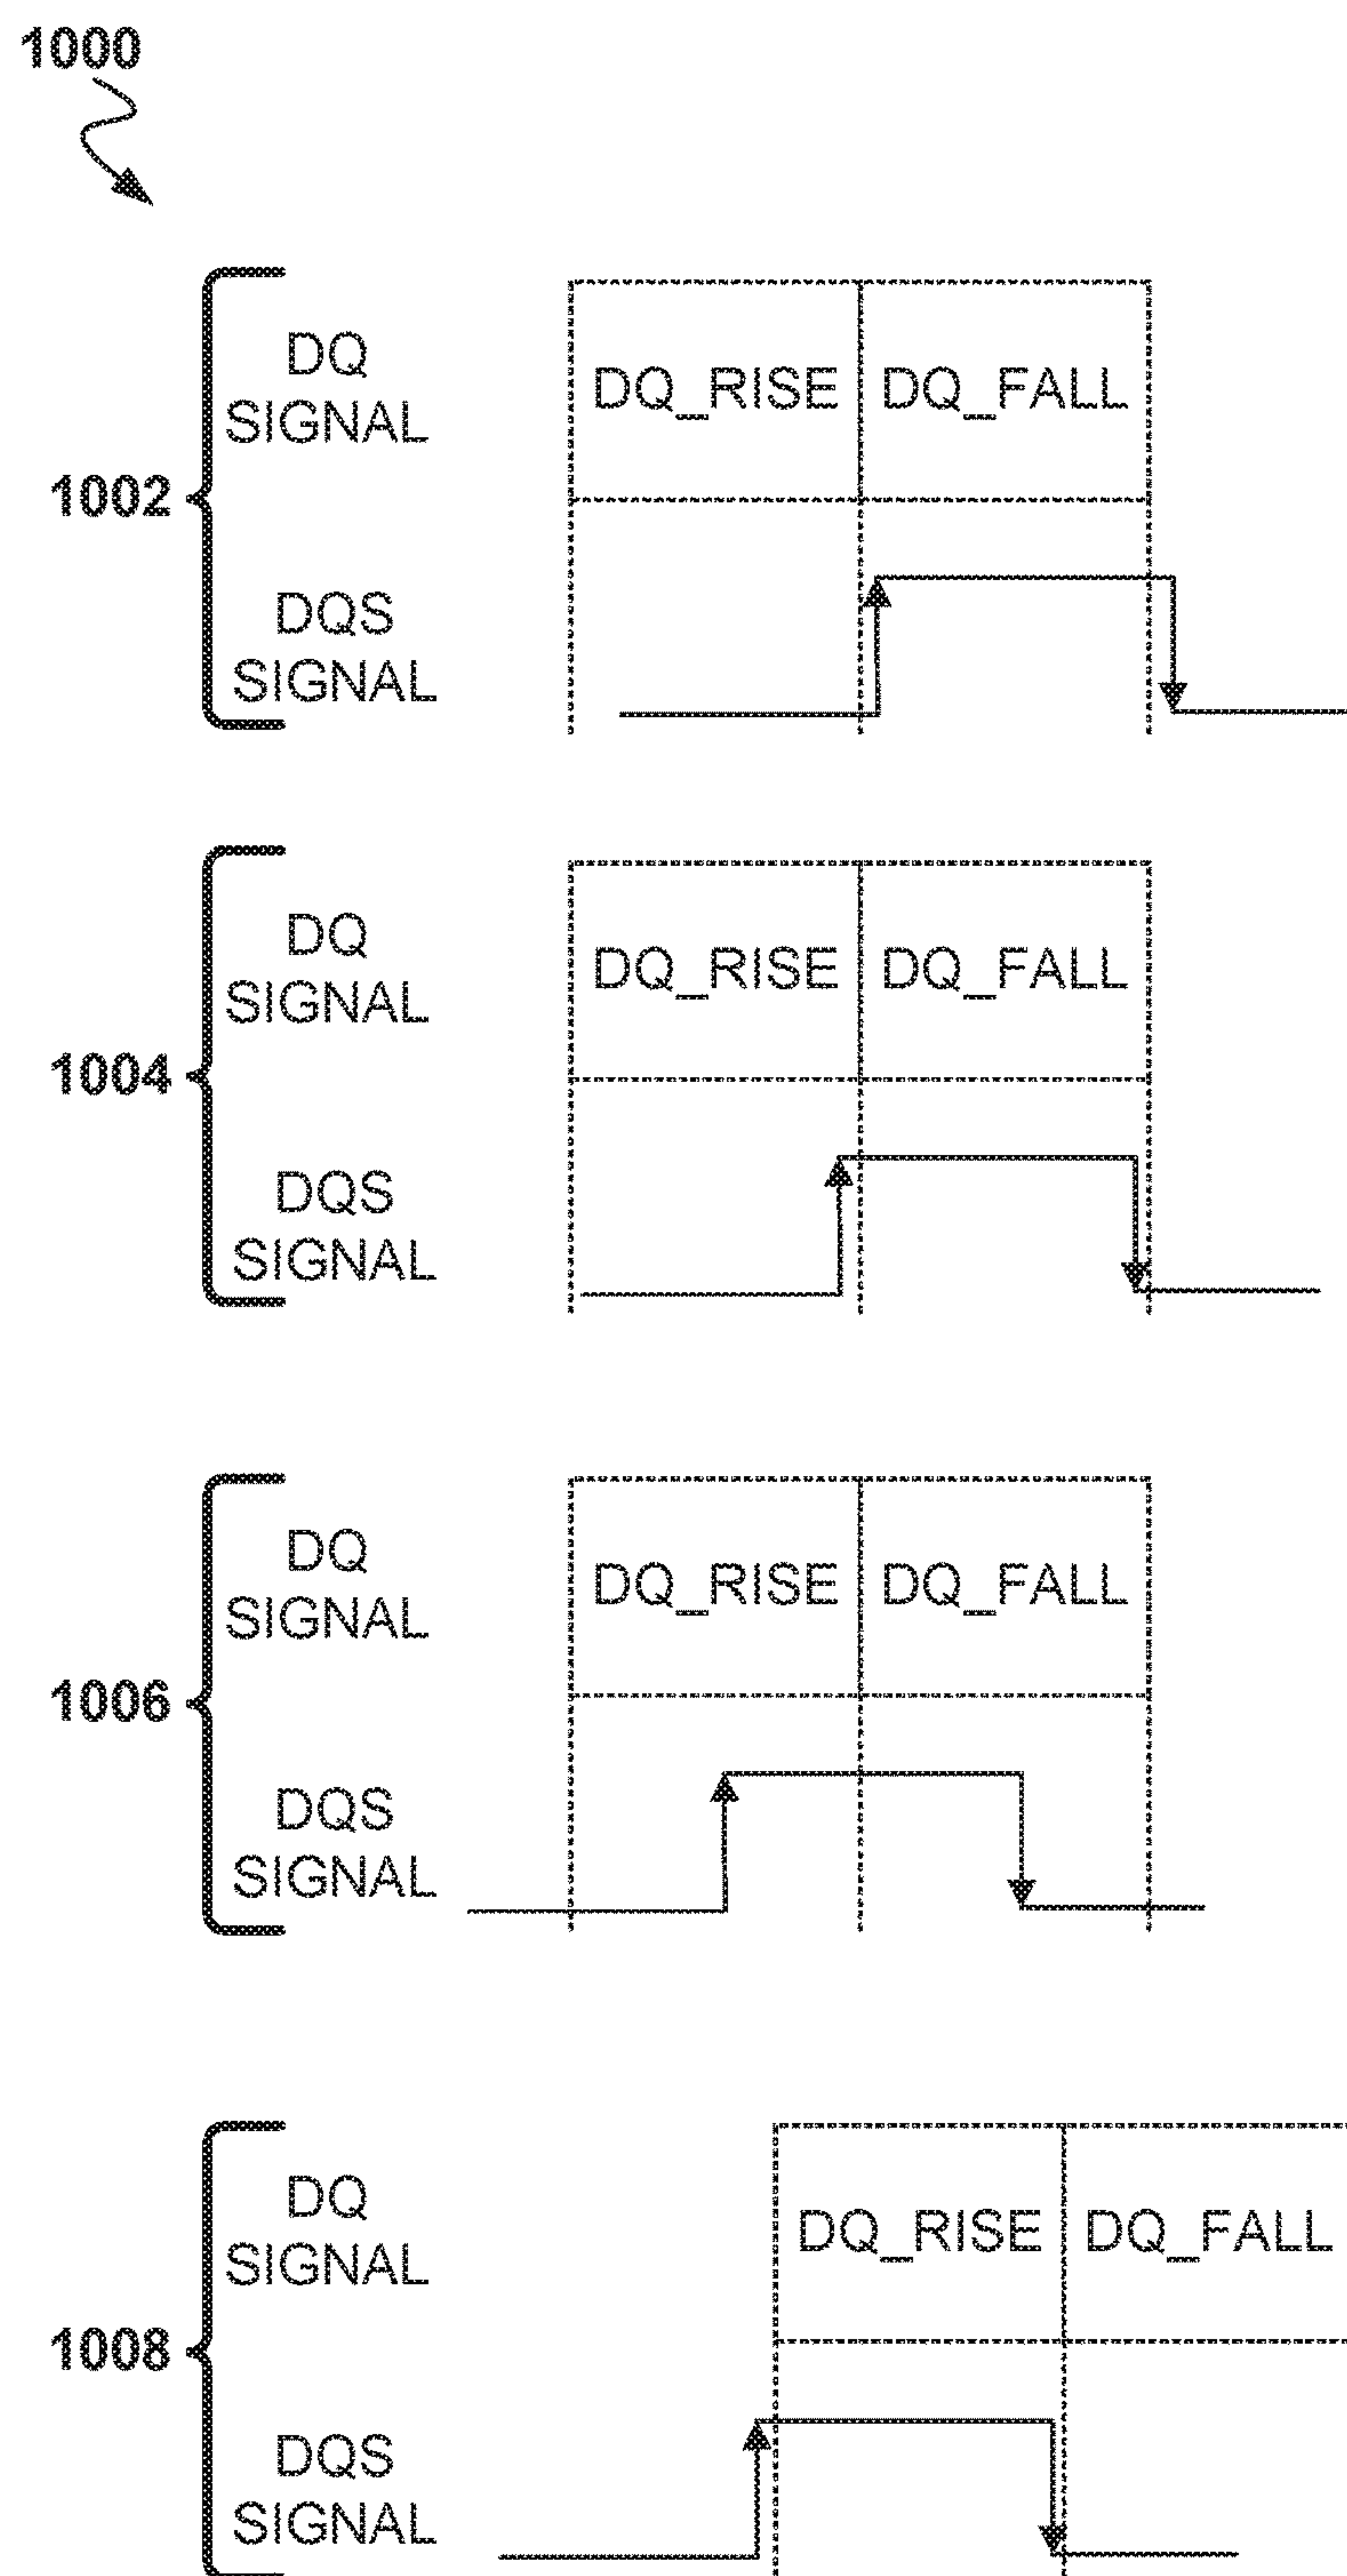 1000
DQ
SIGNAL
DQ_RISE DQ_FALL
1002
DQS
SIGNAL
DQ
SIGNAL
DQ_RISE DQ_FALL
1004
DQS
SIGNAL
DQ
SIGNAL
DQ_RISE DQ_FALL
1006
DQS
SIGNAL
DQ
SIGNAL
DQ_RISE DQ_FALL
1008
DQS
SIGNAL